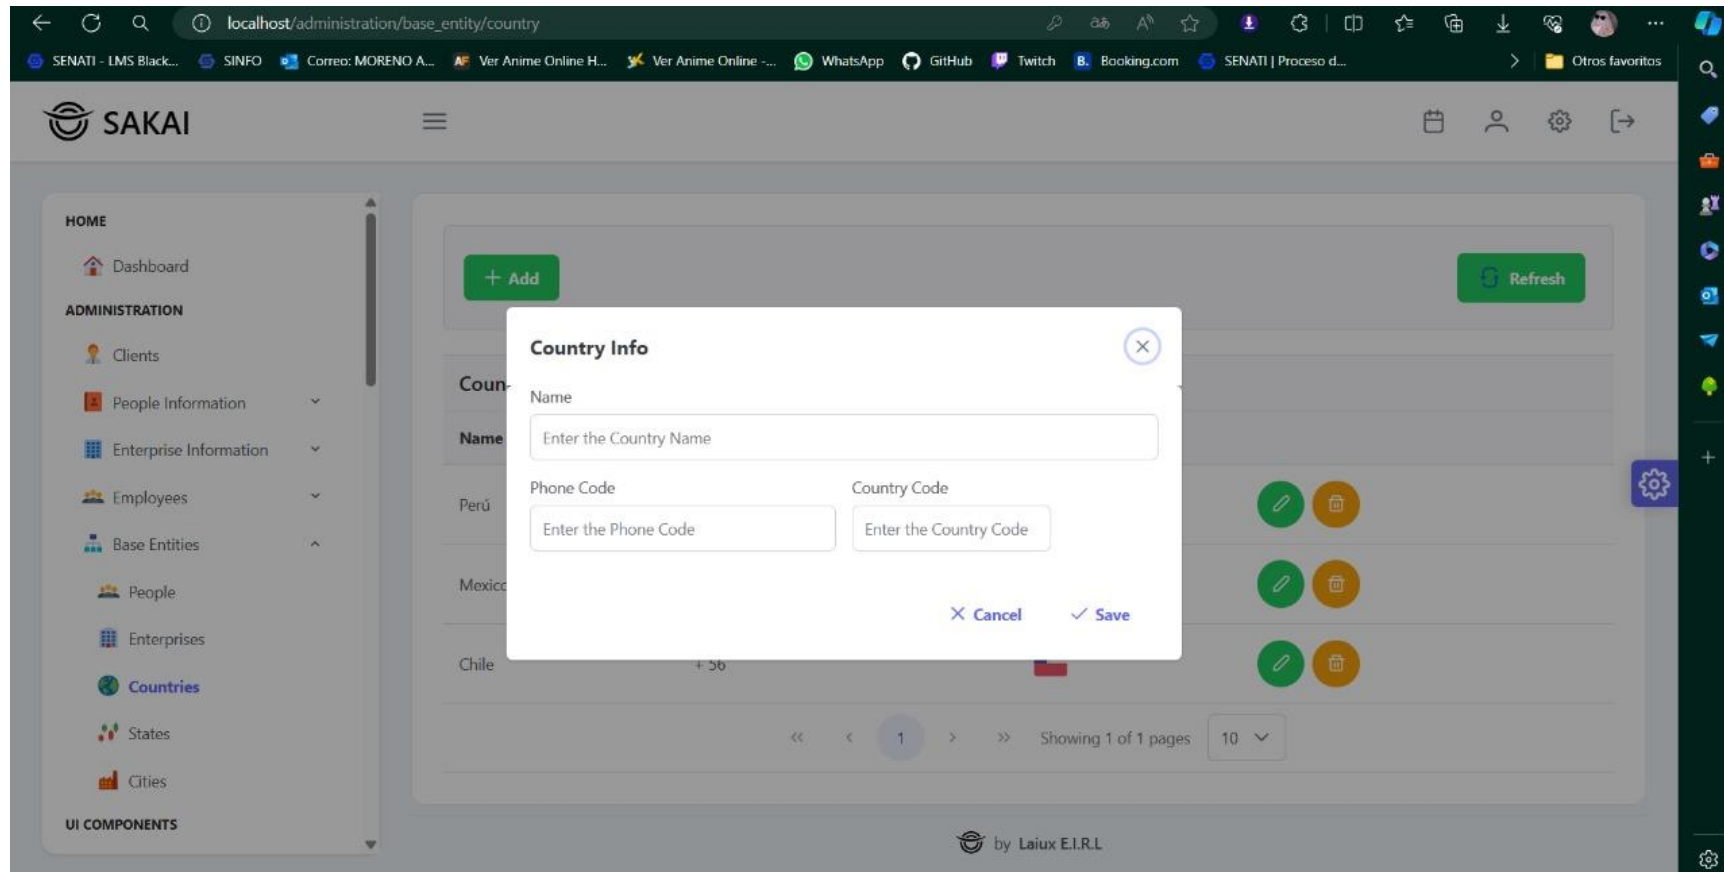 localhost/administration/base_entity/country
SENATI - LMS Black... SINFO Correo: MORENO A... Ver Anime Online H... Ver Anime Online -... WhatsApp GitHub Twitch Booking.com SENATI | Proceso d... Otros favoritos
SAKAI
HOME
Dashboard
ADMINISTRATION
Clients
People Information
Enterprise Information
Employees
Base Entities
People
Enterprises
Countries
States
Cities
UI COMPONENTS
+ Add
Refresh
Coun
Name
Perú
Mexico
Chile + 56
Country Info
Name
Enter the Country Name
Phone Code Country Code
Enter the Phone Code Enter the Country Code
Cancel Save
<< < 1 > >> Showing 1 of 1 pages 10
by Laiux E.I.R.L